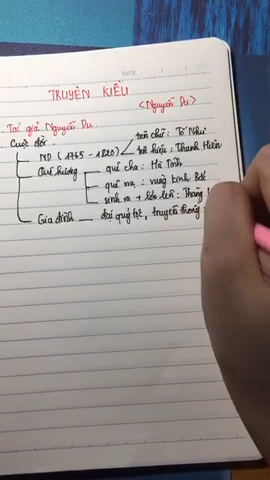 DATE
TRUYỆN KIỀU
<Nguyễn Du>
Tác giả Nguyễn Du.
Cuộc đời
ND (1765 - 1820) tên chữ: Tố Như
tên hiệu: Thanh Hiên
Quê hương quê cha: Hà Tĩnh
quê mẹ: vùng kinh Bắc
sinh ra + lớn lên: Thăng
Gia đình đại quý tộc, truyền thống